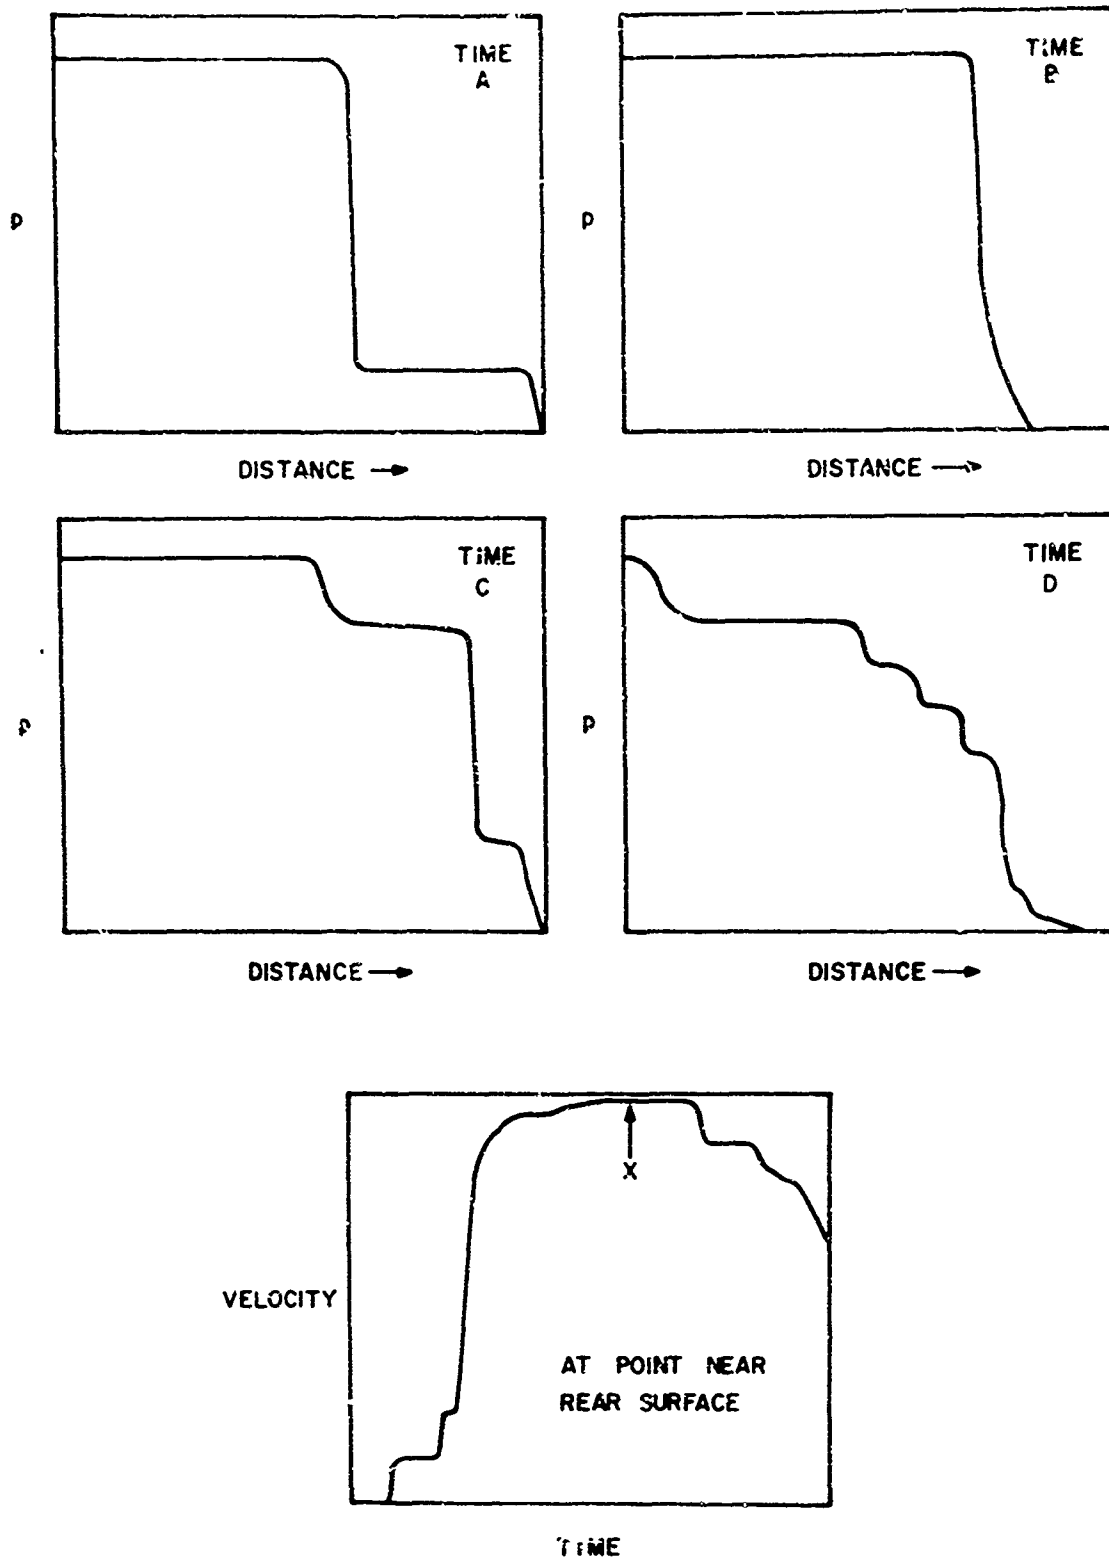 TIME
A
P
DISTANCE →
TIME
B
P
DISTANCE →
TIME
C
P
DISTANCE →
TIME
D
P
DISTANCE →
X
VELOCITY
AT POINT NEAR
REAR SURFACE
TIME